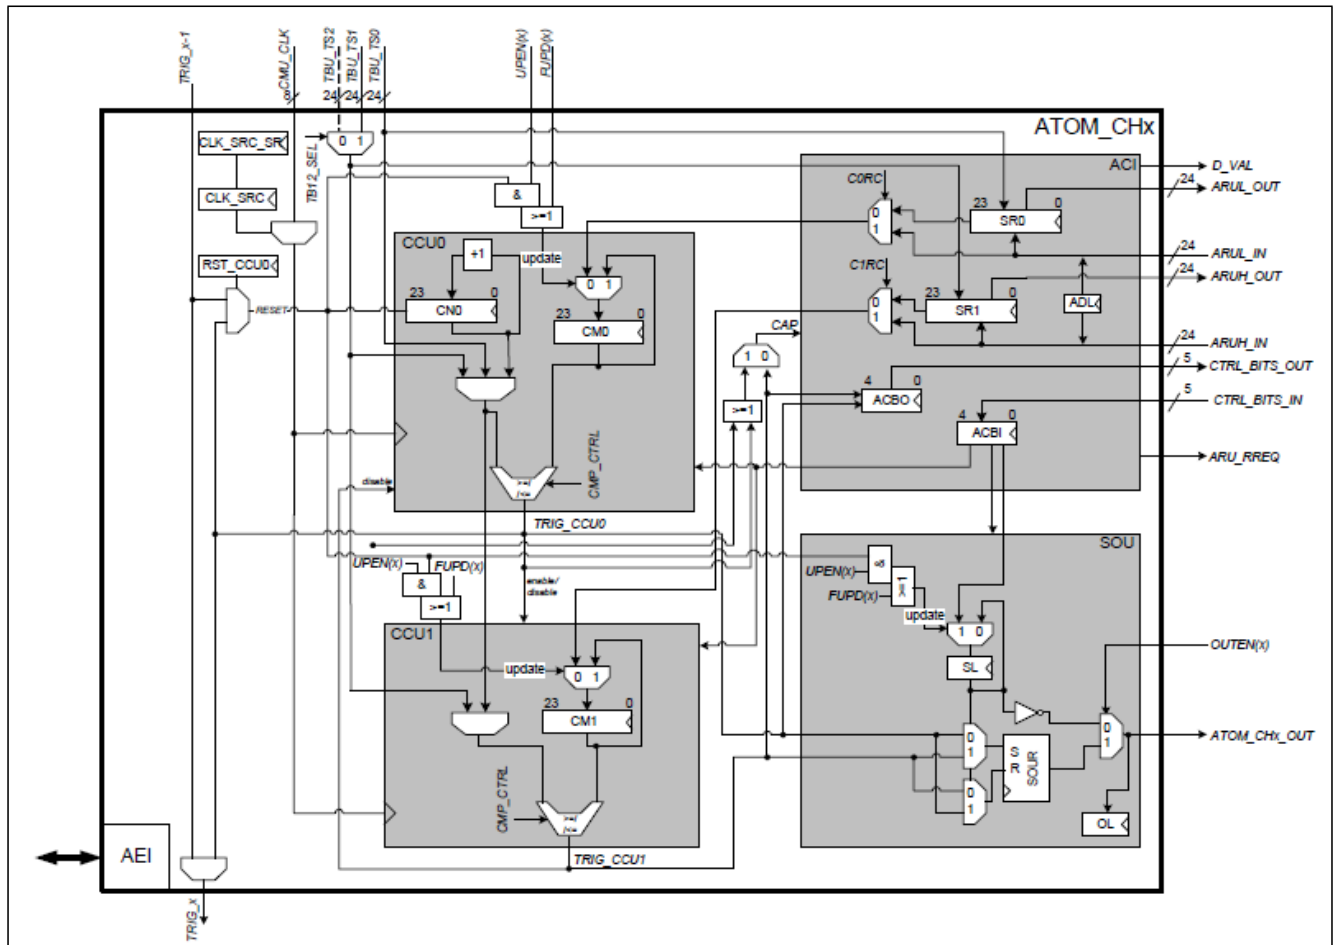 TRIG_x-1
CMU_CLK
TBU_TS2
TBU_TS1
TBU_TS0
UPEN(x)
FUPD(x)
8
24
24
24
ATOM_CHx
CLK_SRC_SR
TB12_SEL
0 1
ACI
D_VAL
24
ARUL_OUT
CLK_SRC
&
>=1
C0RC
0
1
23 0
SR0
CCU0
+1
update
24
ARUL_IN
RST_CCU0
0 1
C1RC
24
ARUH_OUT
23 0
CN0
RESET
23 0
CM0
0
1
23 0
SR1
ADL
CAP
24
ARUH_IN
1 0
5
CTRL_BITS_OUT
4 0
ACBO
>=1
5
CTRL_BITS_IN
4 0
ACBI
ARU_RREQ
disable
>=/
/<=
CMP_CTRL
TRIG_CCU0
SOU
UPEN(x)
FUPD(x)
&
>=1
enable/
disable
UPEN(x)
&
FUPD(x)
>=1
update
CCU1
1 0
OUTEN(x)
update
0 1
SL
23 0
CM1
0
1
S
R
SOUR
0
1
ATOM_CHx_OUT
CMP_CTRL
0
1
>=/
/<=
OL
AEI
TRIG_CCU1
TRIG_x